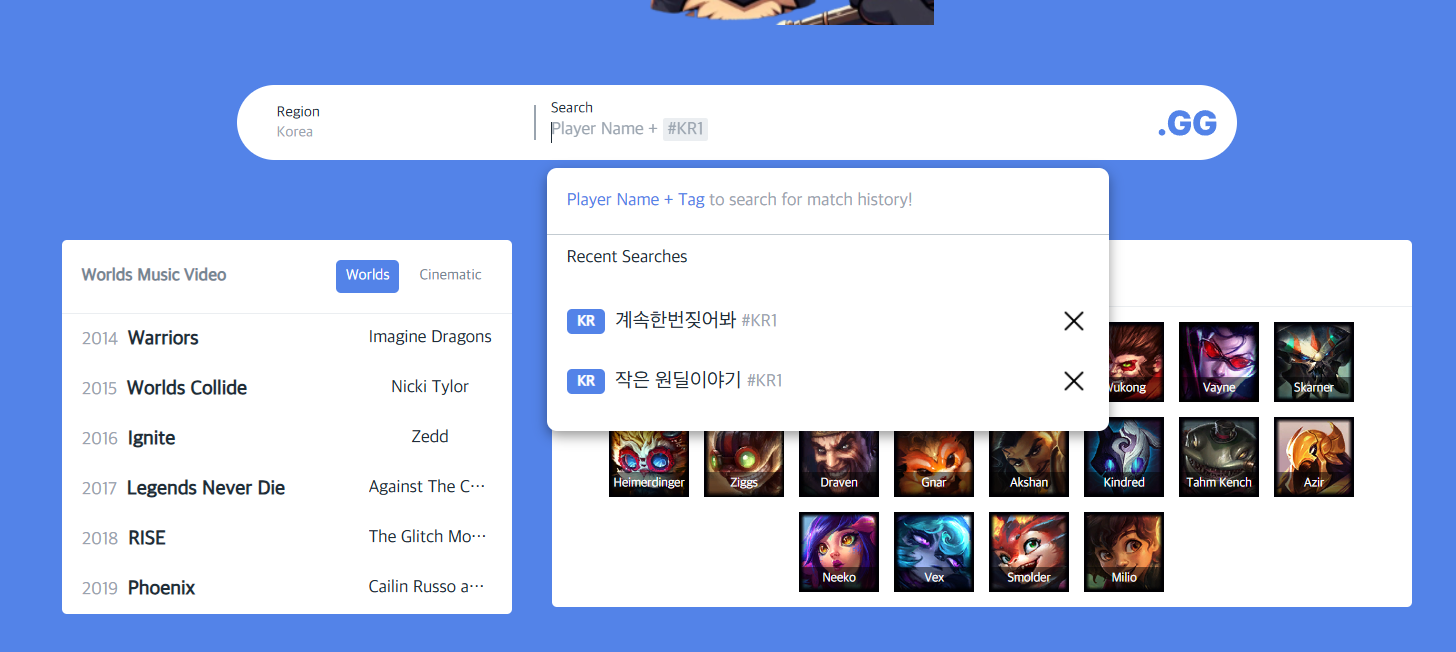 Region
Korea
Search
Player Name + #KR1
.GG
Player Name + Tag to search for match history!
Recent Searches
KR 계속한번짖어봐 #KR1
KR 작은 원딜이야기 #KR1
Worlds Music Video
Worlds
Cinematic
2014 Warriors Imagine Dragons
2015 Worlds Collide Nicki Tylor
2016 Ignite Zedd
2017 Legends Never Die Against The C···
2018 RISE The Glitch Mo···
2019 Phoenix Cailin Russo a···
Wukong Vayne Skarner
Heimerdinger Ziggs Draven Gnar Akshan Kindred Tahm Kench Azir
Neeko Vex Smolder Milio